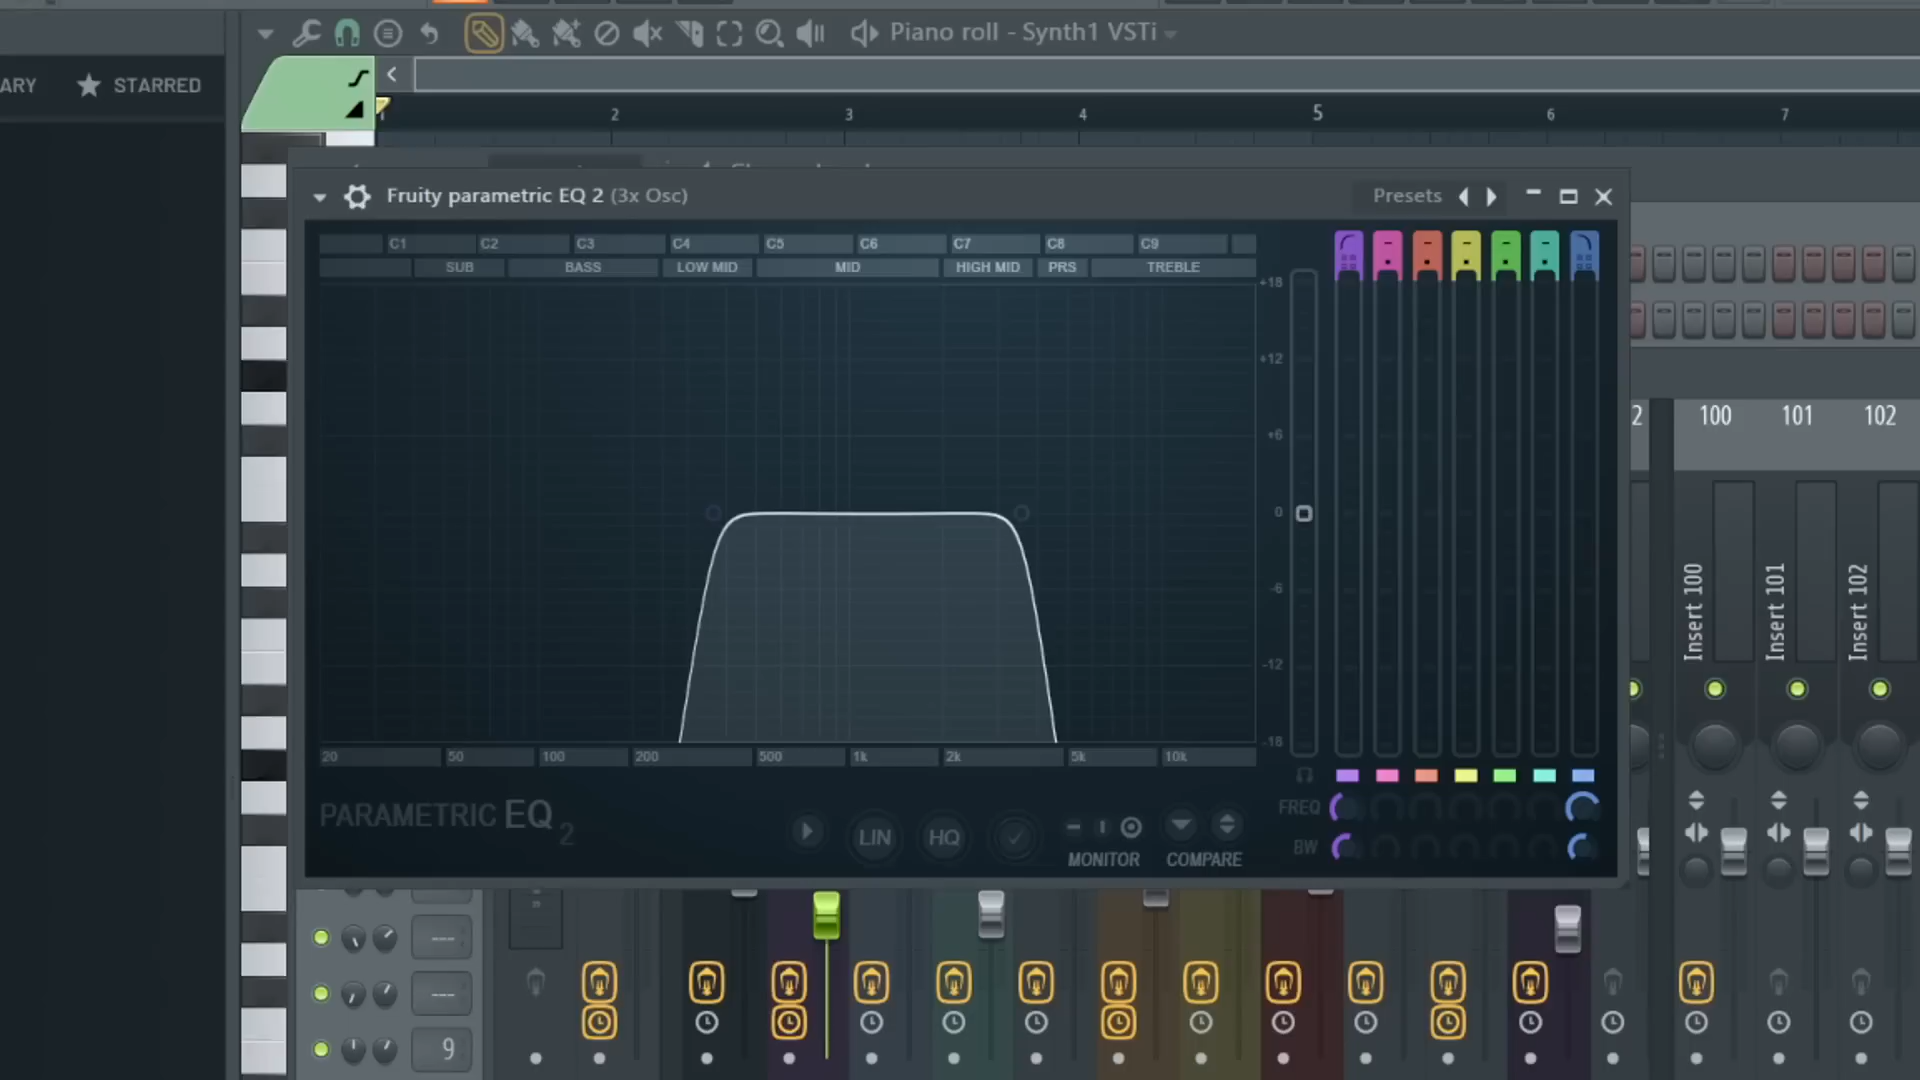 Piano roll - Synth1 VSTi
ARY
STARRED
2 3 4 5 6 7
Fruity parametric EQ 2 (3x Osc)
Presets
C1 C2 C3 C4 C5 C6 C7 C8 C9
SUB BASS LOW MID MID HIGH MID PRS TREBLE
+18
+12
+6
0
-6
-12
-18
20 50 100 200 500 1k 2k 5k 10k
PARAMETRIC EQ 2
LIN
HQ
MONITOR
COMPARE
FREQ
BW
2 100 101 102
Insert 100
Insert 101
Insert 102
---
---
9